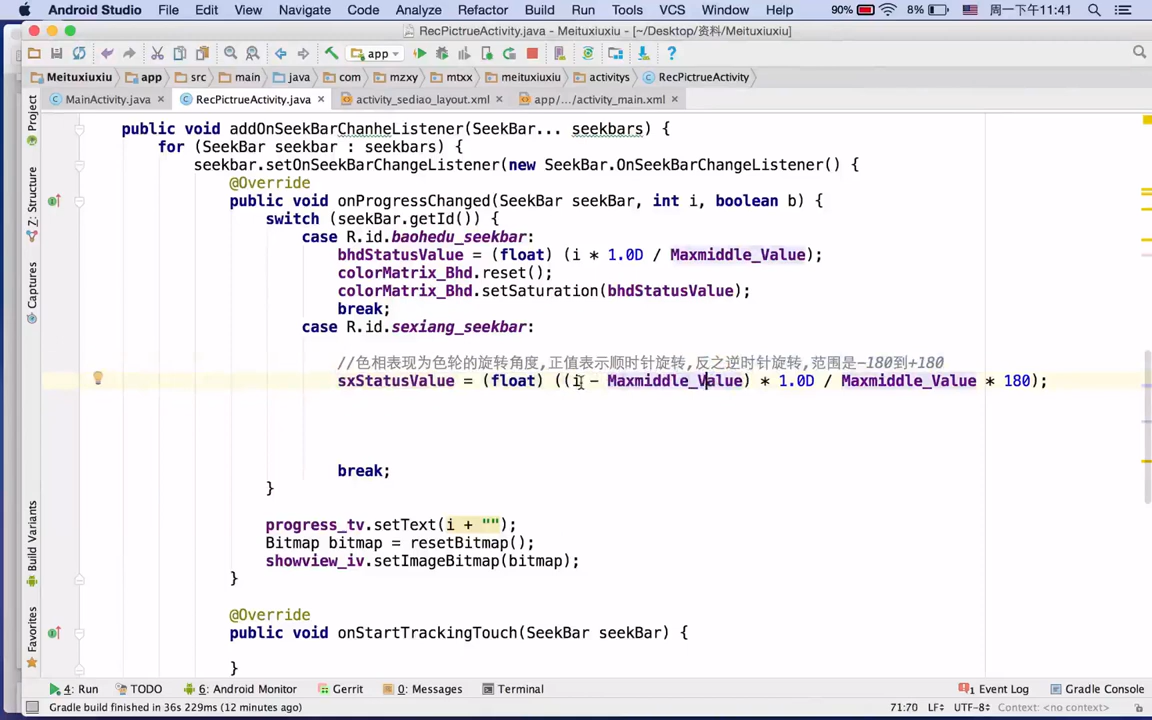 Android Studio File Edit View Navigate Code Analyze Refactor Build Run Tools VCS Window Help 90% 8% 周一下午11:41
RecPictrueActivity.java - Meituxiuxiu - [~/Desktop/资料/Meituxiuxiu]
app
Meituxiuxiu app src main java com mzxy mtxx meituxiuxiu activitys RecPictrueActivity
MainActivity.java RecPictrueActivity.java activity_sediao_layout.xml app/.../activity_main.xml
Project
Z: Structure
Captures
Build Variants
Favorites
public void addOnSeekBarChanheListener(SeekBar... seekbars) {
for (SeekBar seekbar : seekbars) {
seekbar.setOnSeekBarChangeListener(new SeekBar.OnSeekBarChangeListener() {
@Override
public void onProgressChanged(SeekBar seekBar, int i, boolean b) {
switch (seekBar.getId()) {
case R.id.baohedu_seekbar:
bhdStatusValue = (float) (i * 1.0D / Maxmiddle_Value);
colorMatrix_Bhd.reset();
colorMatrix_Bhd.setSaturation(bhdStatusValue);
break;
case R.id.sexiang_seekbar:
//色相表现为色轮的旋转角度,正值表示顺时针旋转,反之逆时针旋转,范围是-180到+180
sxStatusValue = (float) ((i - Maxmiddle_Value) * 1.0D / Maxmiddle_Value * 180);
break;
}
progress_tv.setText(i + "");
Bitmap bitmap = resetBitmap();
showview_iv.setImageBitmap(bitmap);
}
@Override
public void onStartTrackingTouch(SeekBar seekBar) {
}
4: Run TODO 6: Android Monitor Gerrit 0: Messages Terminal 1 Event Log Gradle Console
Gradle build finished in 36s 229ms (12 minutes ago) 71:70 LF UTF-8 Context: <no context>